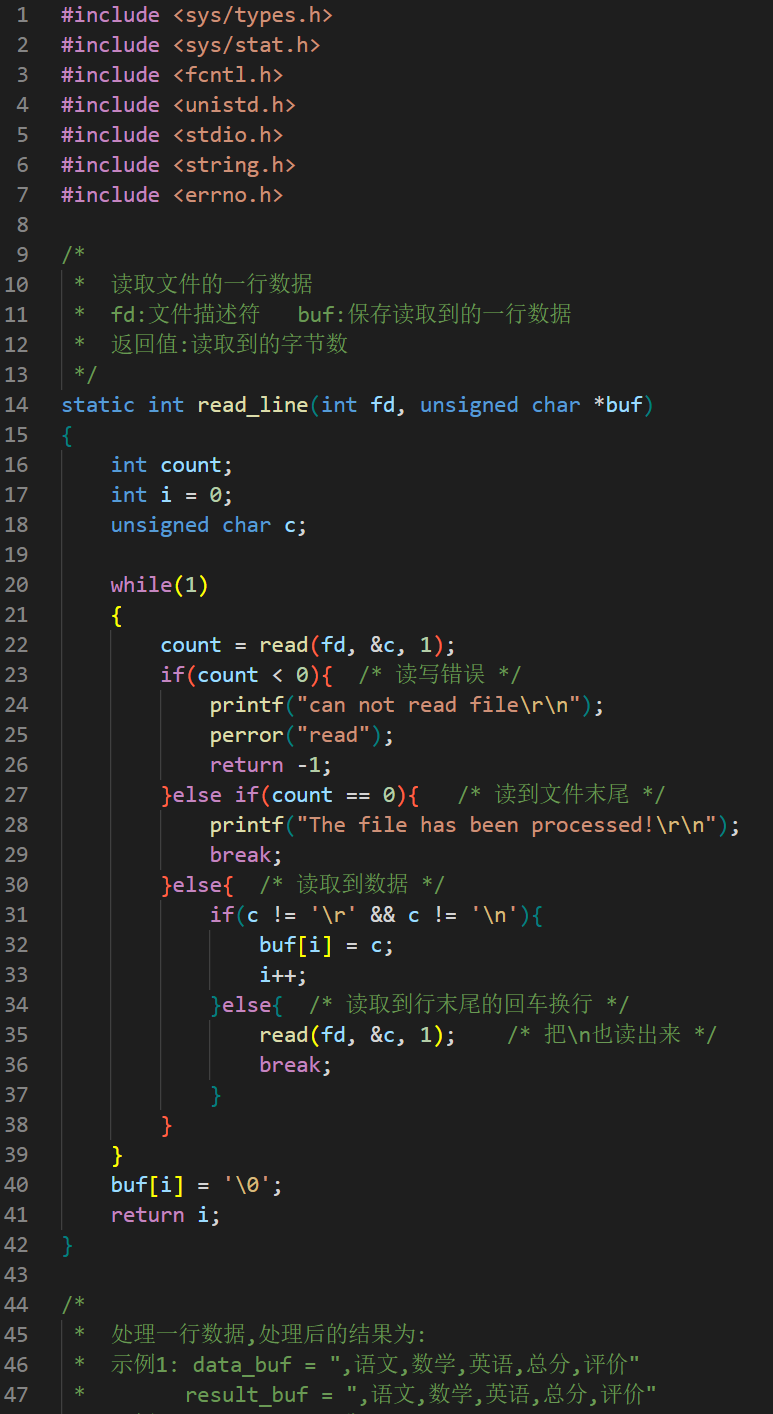 1 #include <sys/types.h>
2 #include <sys/stat.h>
3 #include <fcntl.h>
4 #include <unistd.h>
5 #include <stdio.h>
6 #include <string.h>
7 #include <errno.h>
8
9 /*
10  *  读取文件的一行数据
11  *  fd:文件描述符   buf:保存读取到的一行数据
12  *  返回值:读取到的字节数
13  */
14 static int read_line(int fd, unsigned char *buf)
15 {
16     int count;
17     int i = 0;
18     unsigned char c;
19
20     while(1)
21     {
22         count = read(fd, &c, 1);
23         if(count < 0){  /* 读写错误 */
24             printf("can not read file\r\n");
25             perror("read");
26             return -1;
27         }else if(count == 0){   /* 读到文件末尾 */
28             printf("The file has been processed!\r\n");
29             break;
30         }else{  /* 读取到数据 */
31             if(c != '\r' && c != '\n'){
32                 buf[i] = c;
33                 i++;
34             }else{  /* 读取到行末尾的回车换行 */
35                 read(fd, &c, 1);    /* 把\n也读出来 */
36                 break;
37             }
38         }
39     }
40     buf[i] = '\0';
41     return i;
42 }
43
44 /*
45  *  处理一行数据,处理后的结果为:
46  *  示例1: data_buf = ",语文,数学,英语,总分,评价"
47  *        result_buf = ",语文,数学,英语,总分,评价"